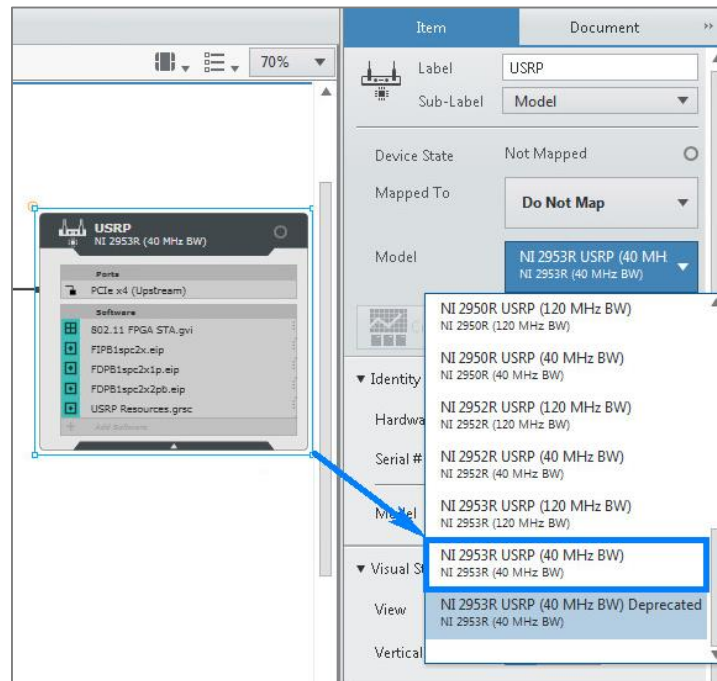 Item
Document
»
70%
Label
USRP
Sub-Label
Model
Device State
Not Mapped
Mapped To
Do Not Map
Model
NI 2953R USRP (40 MH
NI 2953R (40 MHz BW)
USRP
NI 2953R (40 MHz BW)
Ports
PCIe x4 (Upstream)
Software
802.11 FPGA STA.gvi
FIPB1spc2x.eip
FDPB1spc2x1p.eip
FDPB1spc2x2pb.eip
USRP Resources.grsc
Add Software
NI 2950R USRP (120 MHz BW)
NI 2950R (120 MHz BW)
NI 2950R USRP (40 MHz BW)
NI 2950R (40 MHz BW)
NI 2952R USRP (120 MHz BW)
NI 2952R (120 MHz BW)
NI 2952R USRP (40 MHz BW)
NI 2952R (40 MHz BW)
NI 2953R USRP (120 MHz BW)
NI 2953R (120 MHz BW)
NI 2953R USRP (40 MHz BW)
NI 2953R (40 MHz BW)
NI 2953R USRP (40 MHz BW) Deprecated
NI 2953R (40 MHz BW)
Identity
Hardwa
Serial #
Model
Visual St
View
Vertical